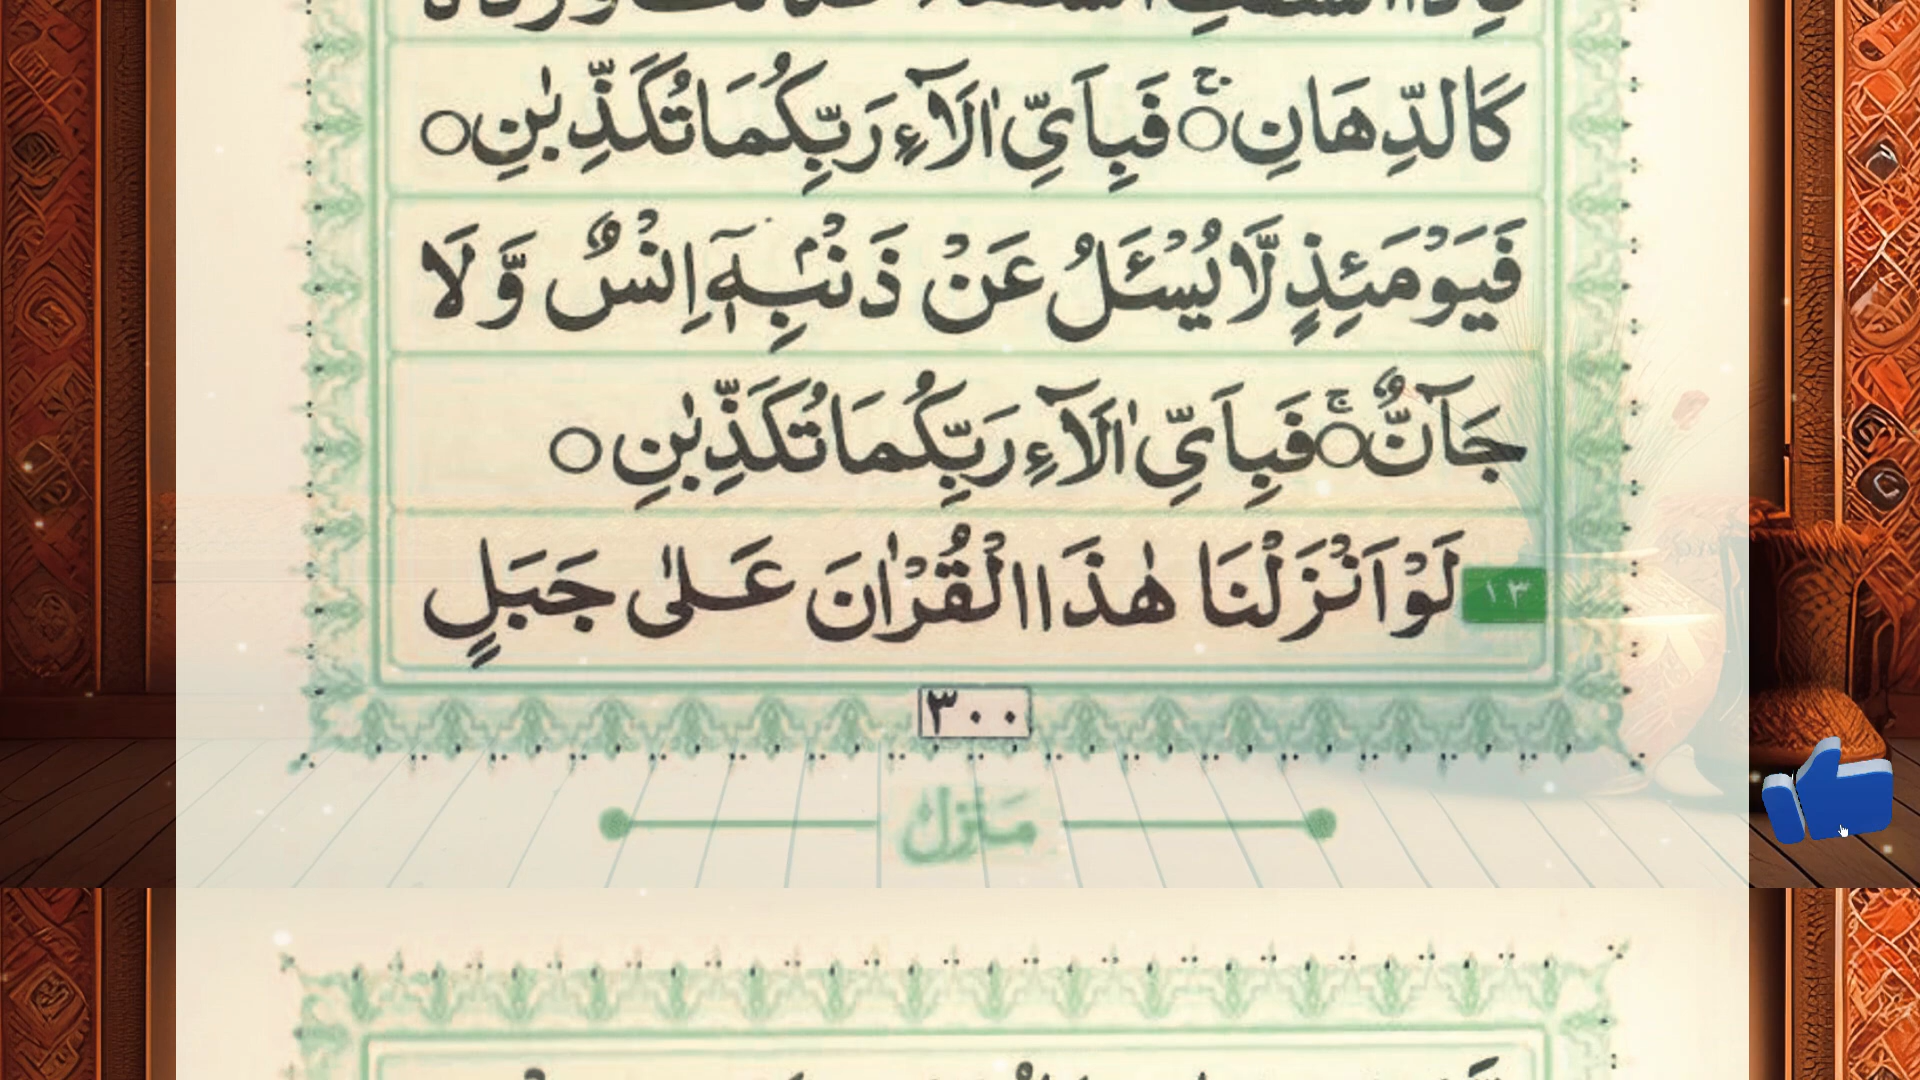 كَالدِّهَانِ ۚ○ فَبِاَيِّ اٰلَآءِ رَبِّكُمَا تُكَذِّبٰنِ ○
فَيَوْمَئِذٍ لَّا يُسْـَٔلُ عَنْ ذَنْۢبِهٖٓ اِنْسٌ وَّلَا
جَآنٌّ ۚ○ فَبِاَيِّ اٰلَآءِ رَبِّكُمَا تُكَذِّبٰنِ ○
١٣ لَوْ اَنْزَلْنَا هٰذَا الْقُرْاٰنَ عَلٰى جَبَلٍ
٣٠٠
منزل